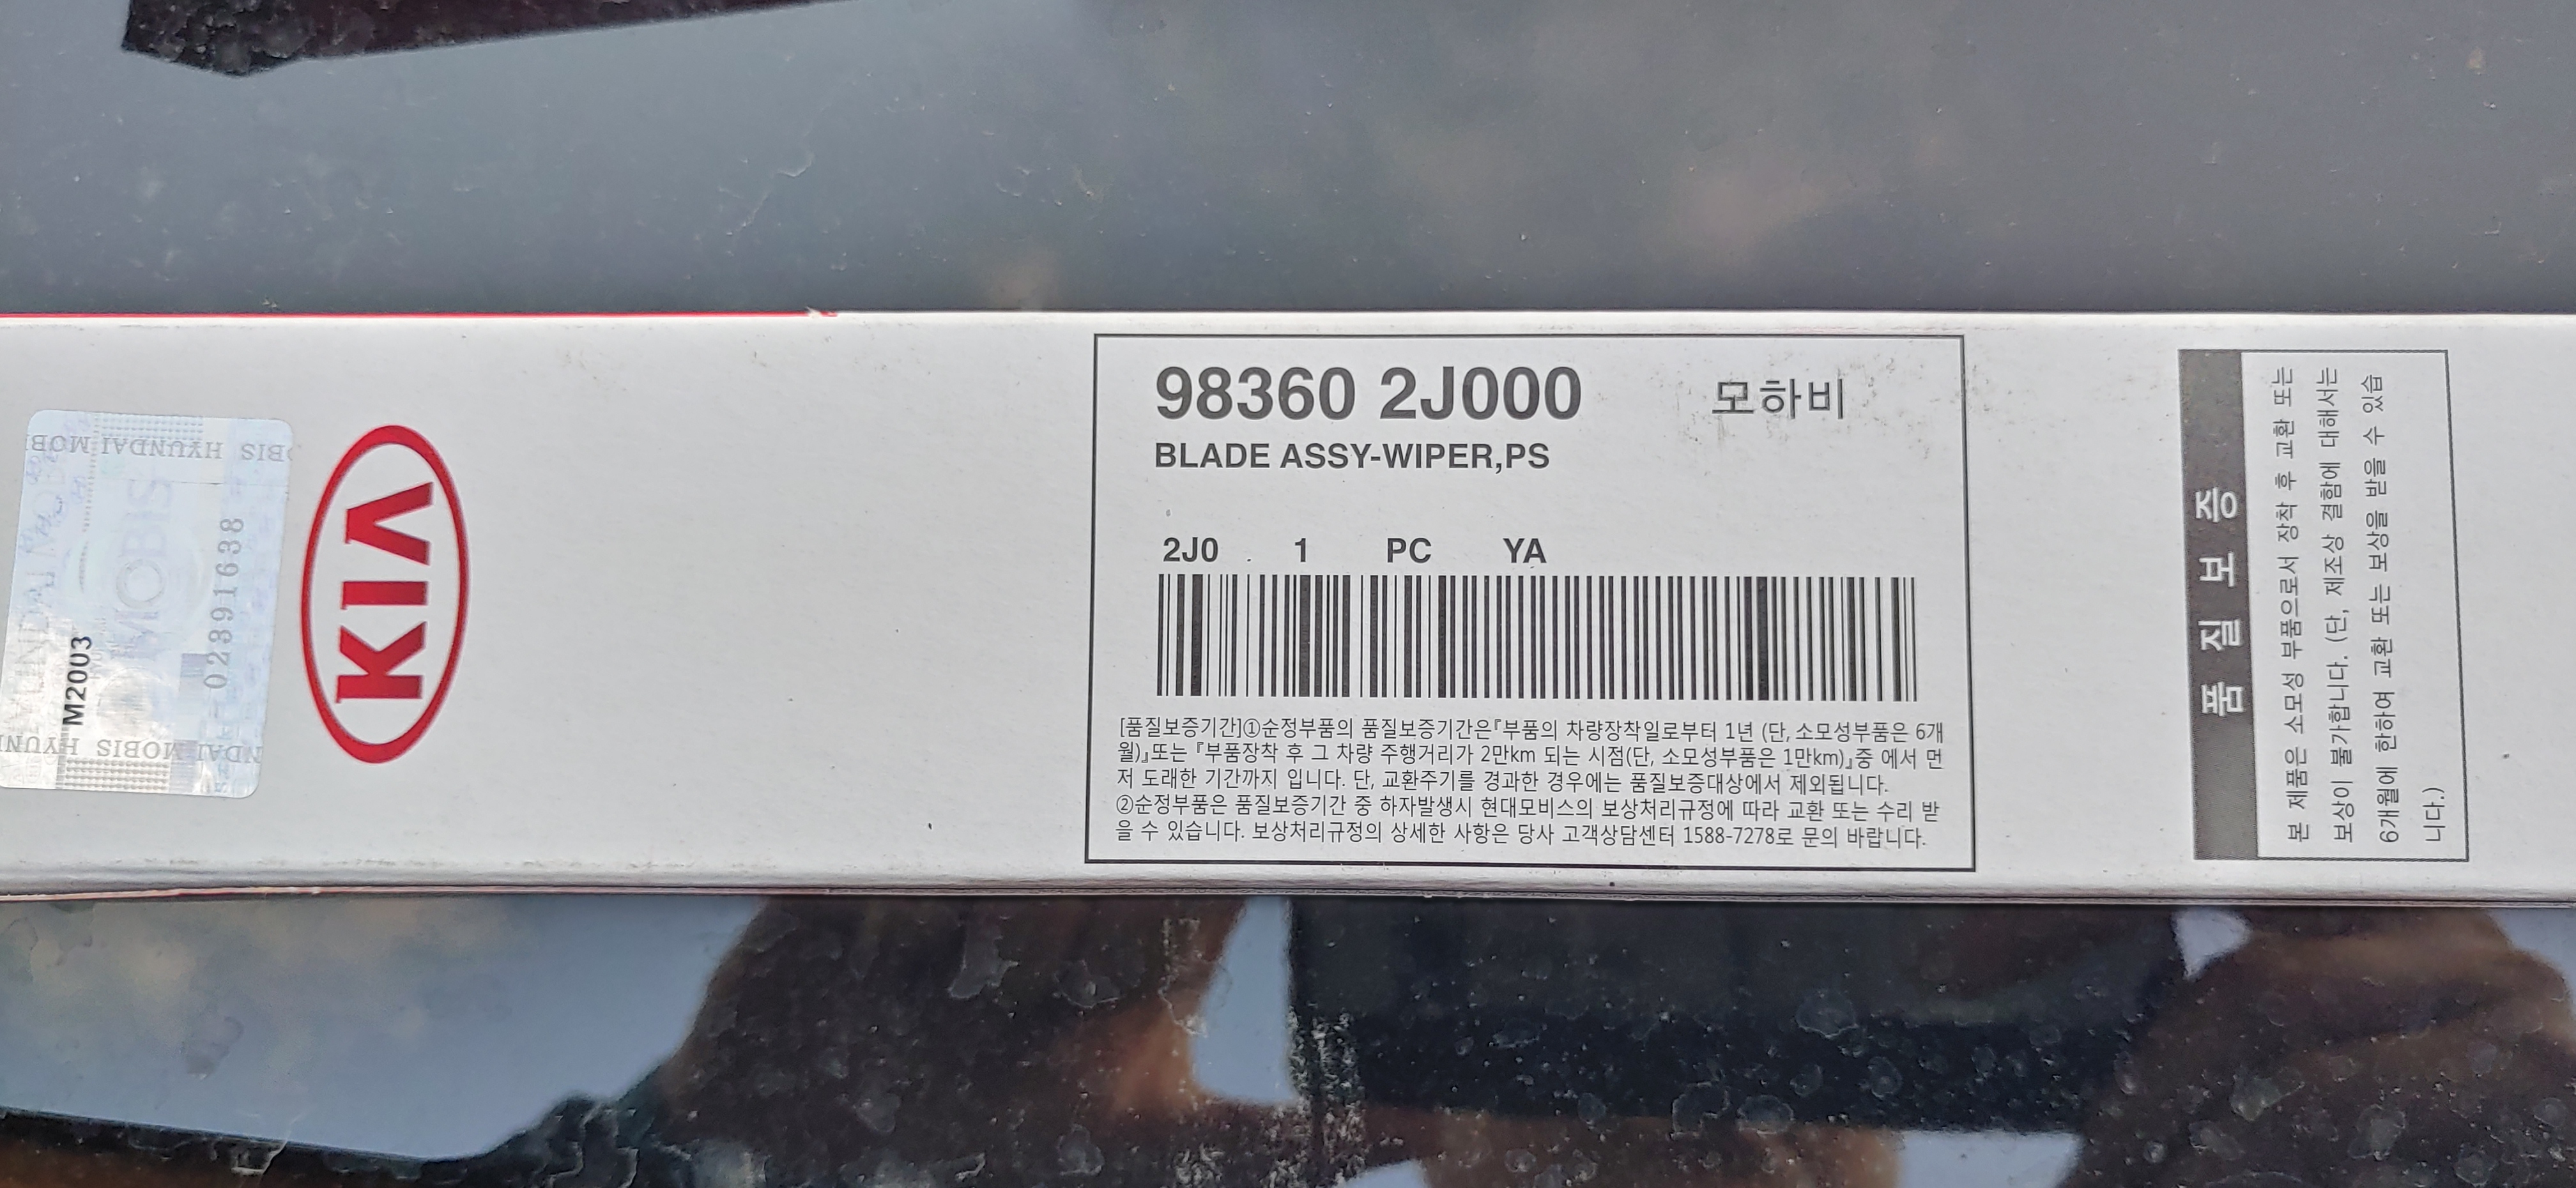 HYUNDAI MOBIS
MOBIS
M2003
02891638
KIA
98360 2J000 모하비
BLADE ASSY-WIPER,PS
2J0 1 PC YA
[품질보증기간]①순정부품의 품질보증기간은『부품의 차량장착일로부터 1년 (단, 소모성부품은 6개
월)』또는 『부품장착 후 그 차량 주행거리가 2만km 되는 시점(단, 소모성부품은 1만km)』중 에서 먼
저 도래한 기간까지 입니다. 단, 교환주기를 경과한 경우에는 품질보증대상에서 제외됩니다.
②순정부품은 품질보증기간 중 하자발생시 현대모비스의 보상처리규정에 따라 교환 또는 수리 받
을 수 있습니다. 보상처리규정의 상세한 사항은 당사 고객상담센터 1588-7278로 문의 바랍니다.
품질보증
본 제품은 소모성 부품으로서 장착 후 교환 또는
보상이 불가합니다. (단, 제조상 결함에 대해서는
6개월에 한하여 교환 또는 보상을 받을 수 있습
니다.)